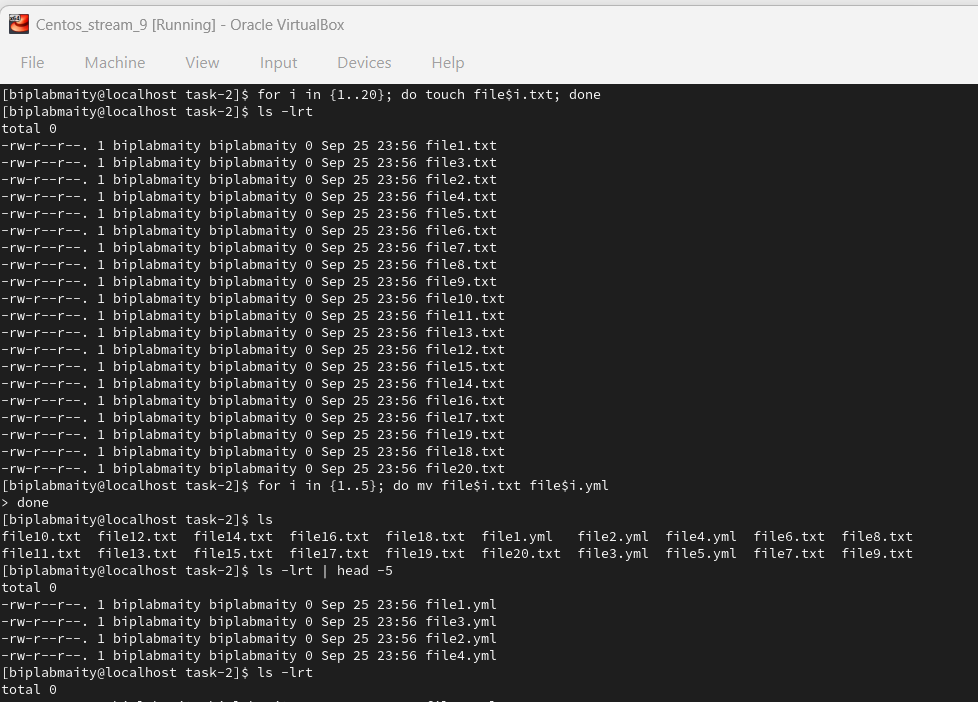 Centos_stream_9 [Running] - Oracle VirtualBox
File Machine View Input Devices Help
[biplabmaity@localhost task-2]$ for i in {1..20}; do touch file$i.txt; done
[biplabmaity@localhost task-2]$ ls -lrt
total 0
-rw-r--r--. 1 biplabmaity biplabmaity 0 Sep 25 23:56 file1.txt
-rw-r--r--. 1 biplabmaity biplabmaity 0 Sep 25 23:56 file3.txt
-rw-r--r--. 1 biplabmaity biplabmaity 0 Sep 25 23:56 file2.txt
-rw-r--r--. 1 biplabmaity biplabmaity 0 Sep 25 23:56 file4.txt
-rw-r--r--. 1 biplabmaity biplabmaity 0 Sep 25 23:56 file5.txt
-rw-r--r--. 1 biplabmaity biplabmaity 0 Sep 25 23:56 file6.txt
-rw-r--r--. 1 biplabmaity biplabmaity 0 Sep 25 23:56 file7.txt
-rw-r--r--. 1 biplabmaity biplabmaity 0 Sep 25 23:56 file8.txt
-rw-r--r--. 1 biplabmaity biplabmaity 0 Sep 25 23:56 file9.txt
-rw-r--r--. 1 biplabmaity biplabmaity 0 Sep 25 23:56 file10.txt
-rw-r--r--. 1 biplabmaity biplabmaity 0 Sep 25 23:56 file11.txt
-rw-r--r--. 1 biplabmaity biplabmaity 0 Sep 25 23:56 file13.txt
-rw-r--r--. 1 biplabmaity biplabmaity 0 Sep 25 23:56 file12.txt
-rw-r--r--. 1 biplabmaity biplabmaity 0 Sep 25 23:56 file15.txt
-rw-r--r--. 1 biplabmaity biplabmaity 0 Sep 25 23:56 file14.txt
-rw-r--r--. 1 biplabmaity biplabmaity 0 Sep 25 23:56 file16.txt
-rw-r--r--. 1 biplabmaity biplabmaity 0 Sep 25 23:56 file17.txt
-rw-r--r--. 1 biplabmaity biplabmaity 0 Sep 25 23:56 file19.txt
-rw-r--r--. 1 biplabmaity biplabmaity 0 Sep 25 23:56 file18.txt
-rw-r--r--. 1 biplabmaity biplabmaity 0 Sep 25 23:56 file20.txt
[biplabmaity@localhost task-2]$ for i in {1..5}; do mv file$i.txt file$i.yml
> done
[biplabmaity@localhost task-2]$ ls
file10.txt file12.txt file14.txt file16.txt file18.txt file1.yml file2.yml file4.yml file6.txt file8.txt
file11.txt file13.txt file15.txt file17.txt file19.txt file20.txt file3.yml file5.yml file7.txt file9.txt
[biplabmaity@localhost task-2]$ ls -lrt | head -5
total 0
-rw-r--r--. 1 biplabmaity biplabmaity 0 Sep 25 23:56 file1.yml
-rw-r--r--. 1 biplabmaity biplabmaity 0 Sep 25 23:56 file3.yml
-rw-r--r--. 1 biplabmaity biplabmaity 0 Sep 25 23:56 file2.yml
-rw-r--r--. 1 biplabmaity biplabmaity 0 Sep 25 23:56 file4.yml
[biplabmaity@localhost task-2]$ ls -lrt
total 0